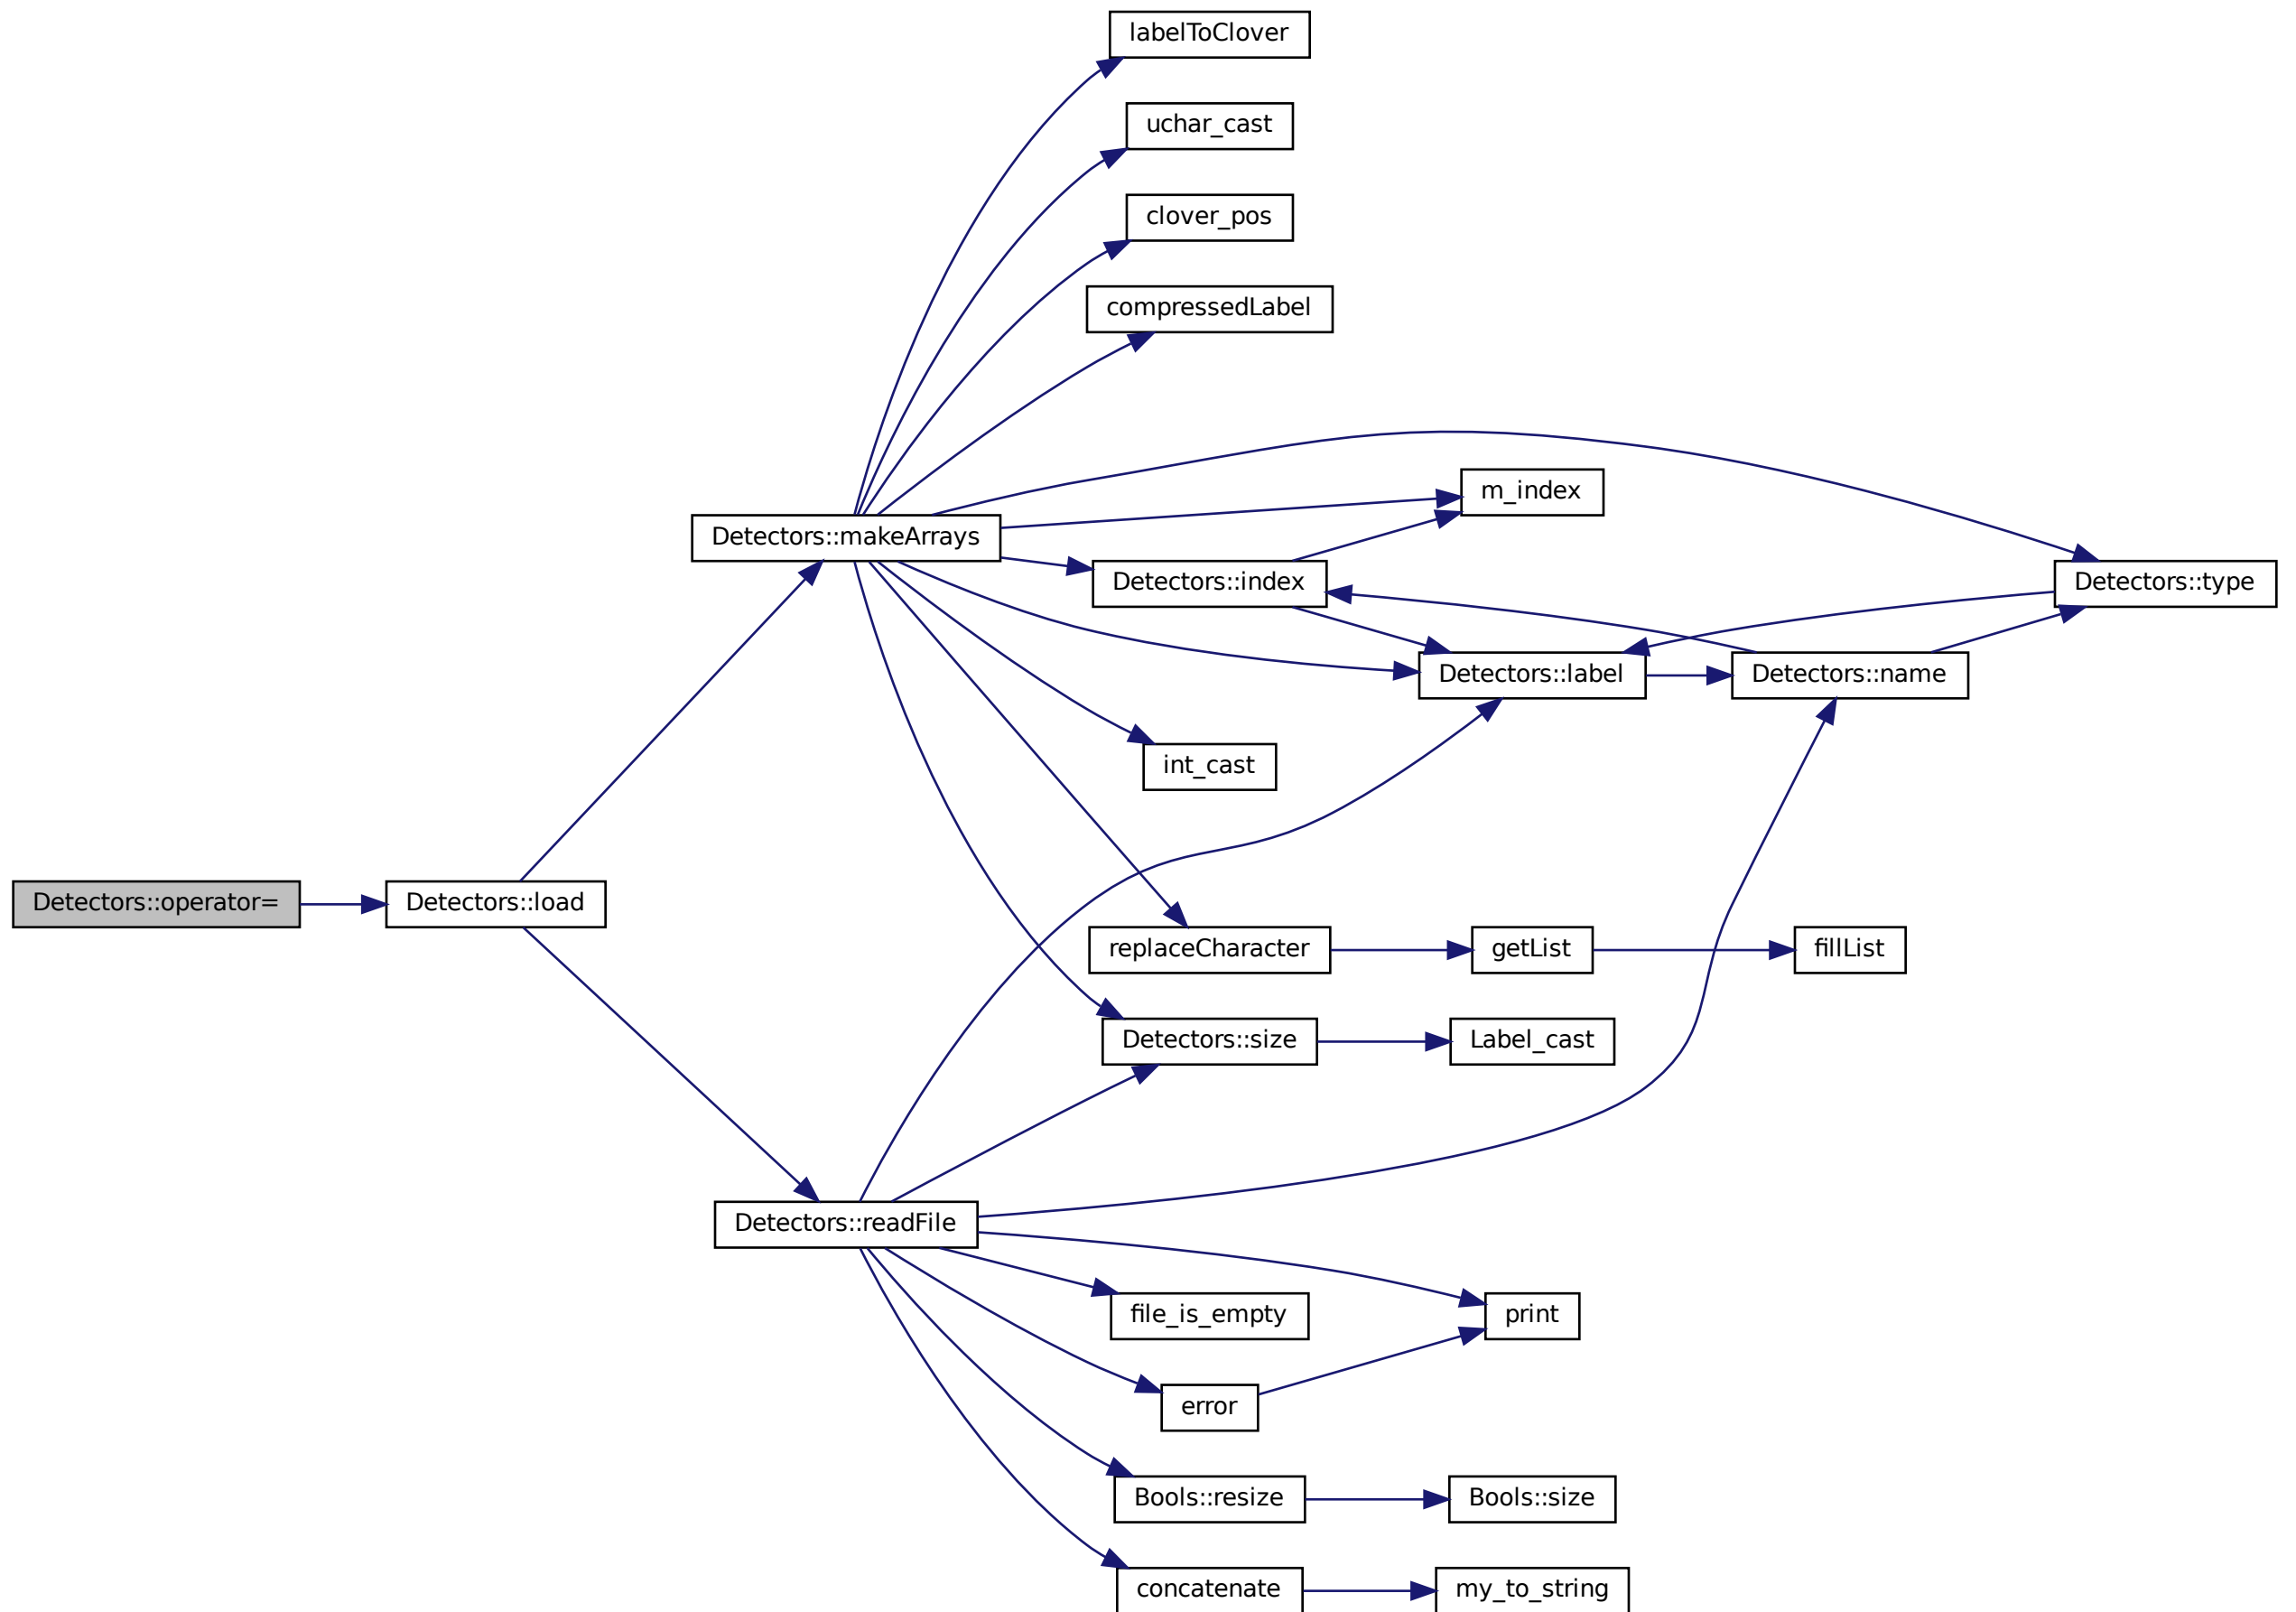 labelToClover
uchar_cast
clover_pos
compressedLabel
m_index
Detectors::makeArrays
Detectors::index
Detectors::type
Detectors::label
Detectors::name
int_cast
Detectors::operator=
Detectors::load
replaceCharacter
getList
fillList
Detectors::size
Label_cast
Detectors::readFile
file_is_empty
print
error
Bools::resize
Bools::size
concatenate
my_to_string